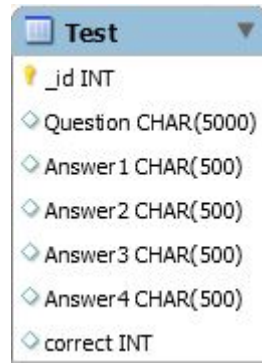 Test
_id INT
Question CHAR(5000)
Answer1 CHAR(500)
Answer2 CHAR(500)
Answer3 CHAR(500)
Answer4 CHAR(500)
correct INT